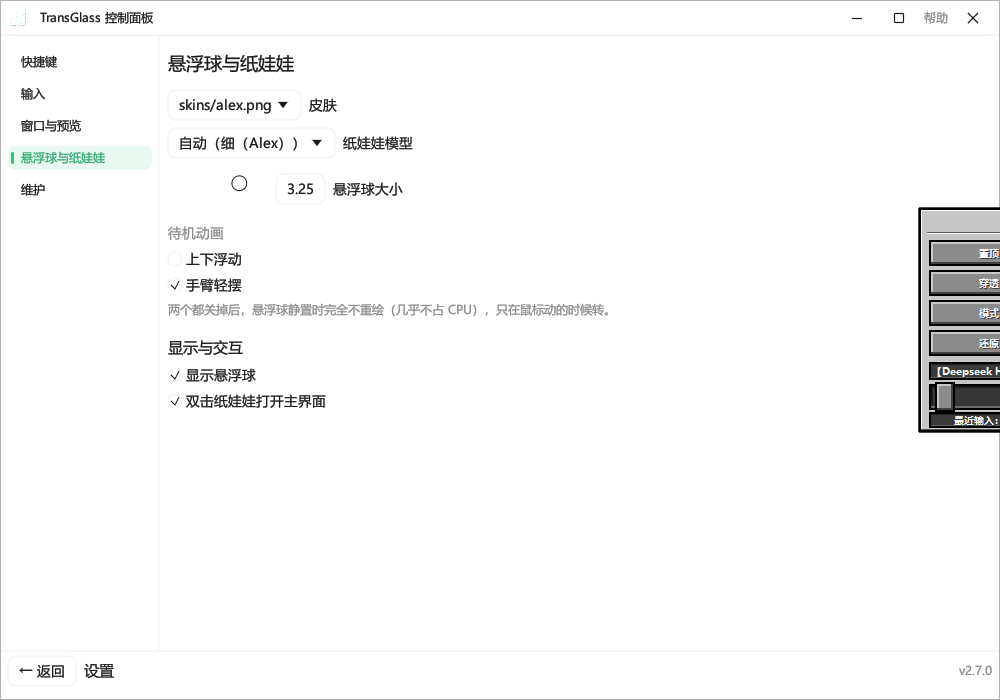 TransGlass 控制面板
帮助
快捷键
输入
窗口与预览
悬浮球与纸娃娃
维护
悬浮球与纸娃娃
skins/alex.png
皮肤
自动（细（Alex））
纸娃娃模型
3.25
悬浮球大小
待机动画
上下浮动
手臂轻摆
两个都关掉后，悬浮球静置时完全不重绘（几乎不占 CPU），只在鼠标动的时候转。
显示与交互
显示悬浮球
双击纸娃娃打开主界面
置顶
穿透
模式
还原
【Deepseek H
最近输入：
返回
设置
v2.7.0